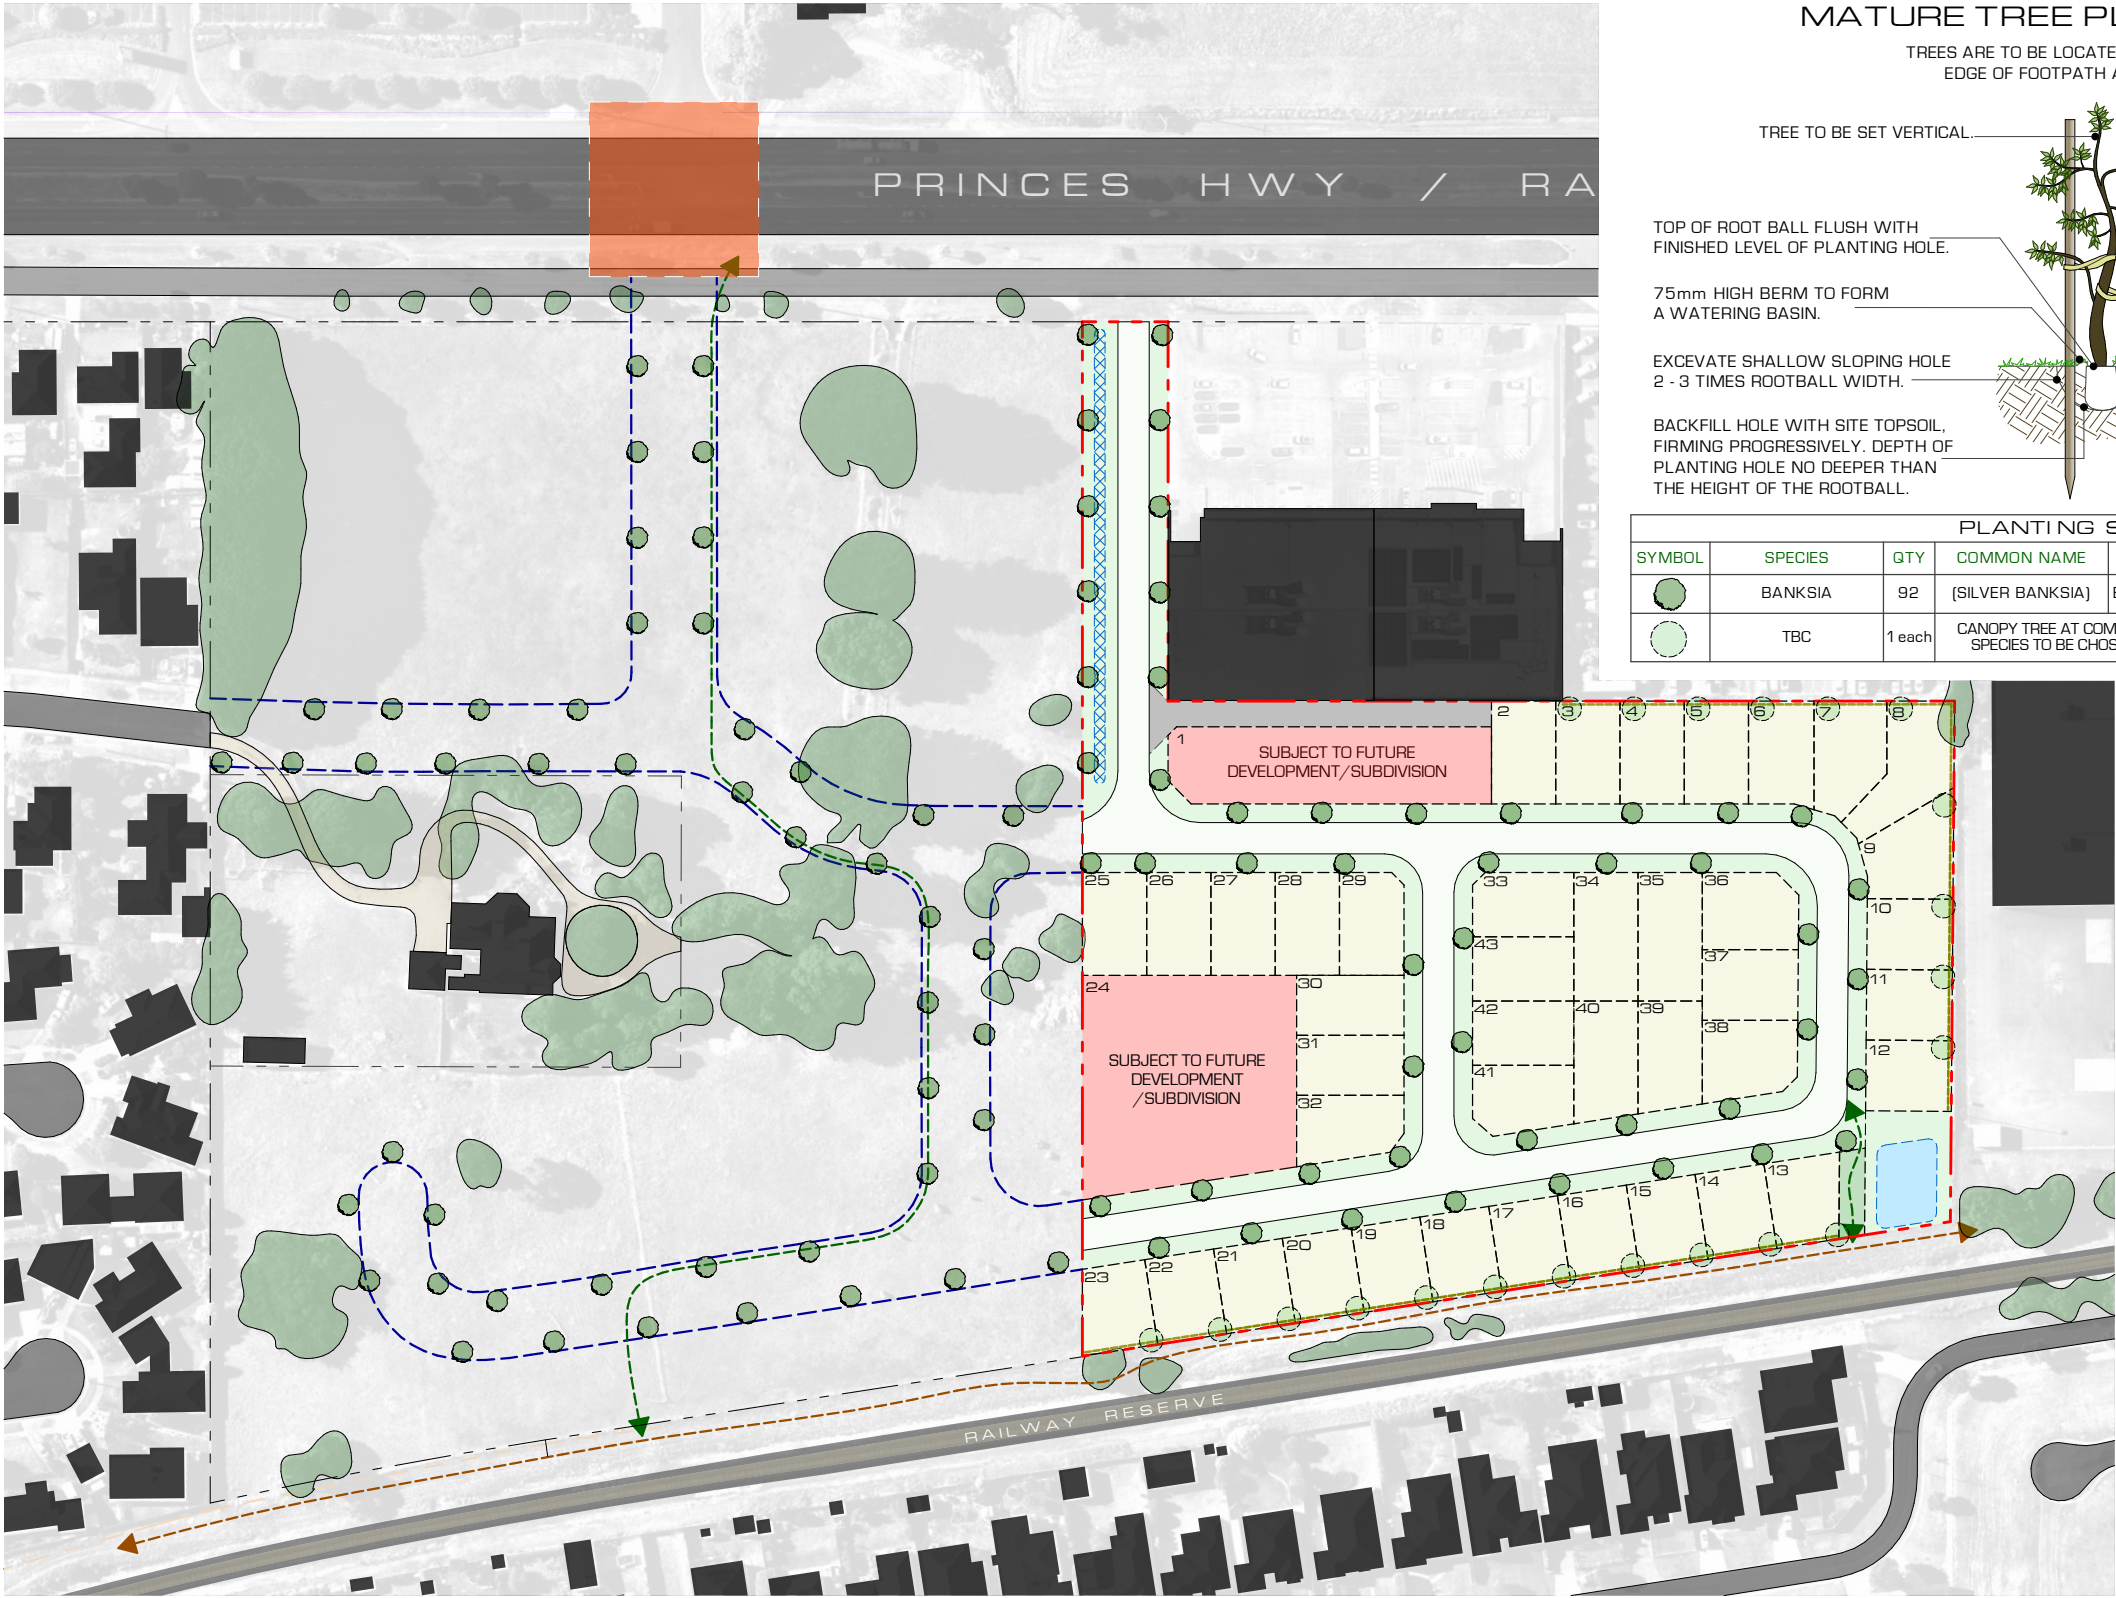 MATURE TREE PL
TREES ARE TO BE LOCATE
EDGE OF FOOTPATH A
TREE TO BE SET VERTICAL.
TOP OF ROOT BALL FLUSH WITH
FINISHED LEVEL OF PLANTING HOLE.
75mm HIGH BERM TO FORM
A WATERING BASIN.
EXCEVATE SHALLOW SLOPING HOLE
2 - 3 TIMES ROOTBALL WIDTH.
BACKFILL HOLE WITH SITE TOPSOIL,
FIRMING PROGRESSIVELY. DEPTH OF
PLANTING HOLE NO DEEPER THAN
THE HEIGHT OF THE ROOTBALL.
PLANTING S
SYMBOL SPECIES QTY COMMON NAME
BANKSIA 92 (SILVER BANKSIA)
TBC 1 each CANOPY TREE AT COM
SPECIES TO BE CHOS
PRINCES HWY / RA
1
SUBJECT TO FUTURE
DEVELOPMENT/SUBDIVISION
2 3 4 5 6 7 8
9
10
11
12
25 26 27 28 29
33 34 35 36
43
37
24
30
42 40 39
38
31
41
32
SUBJECT TO FUTURE
DEVELOPMENT
/SUBDIVISION
13
14
15
16
17
18
19
20
21
22
23
RAILWAY RESERVE